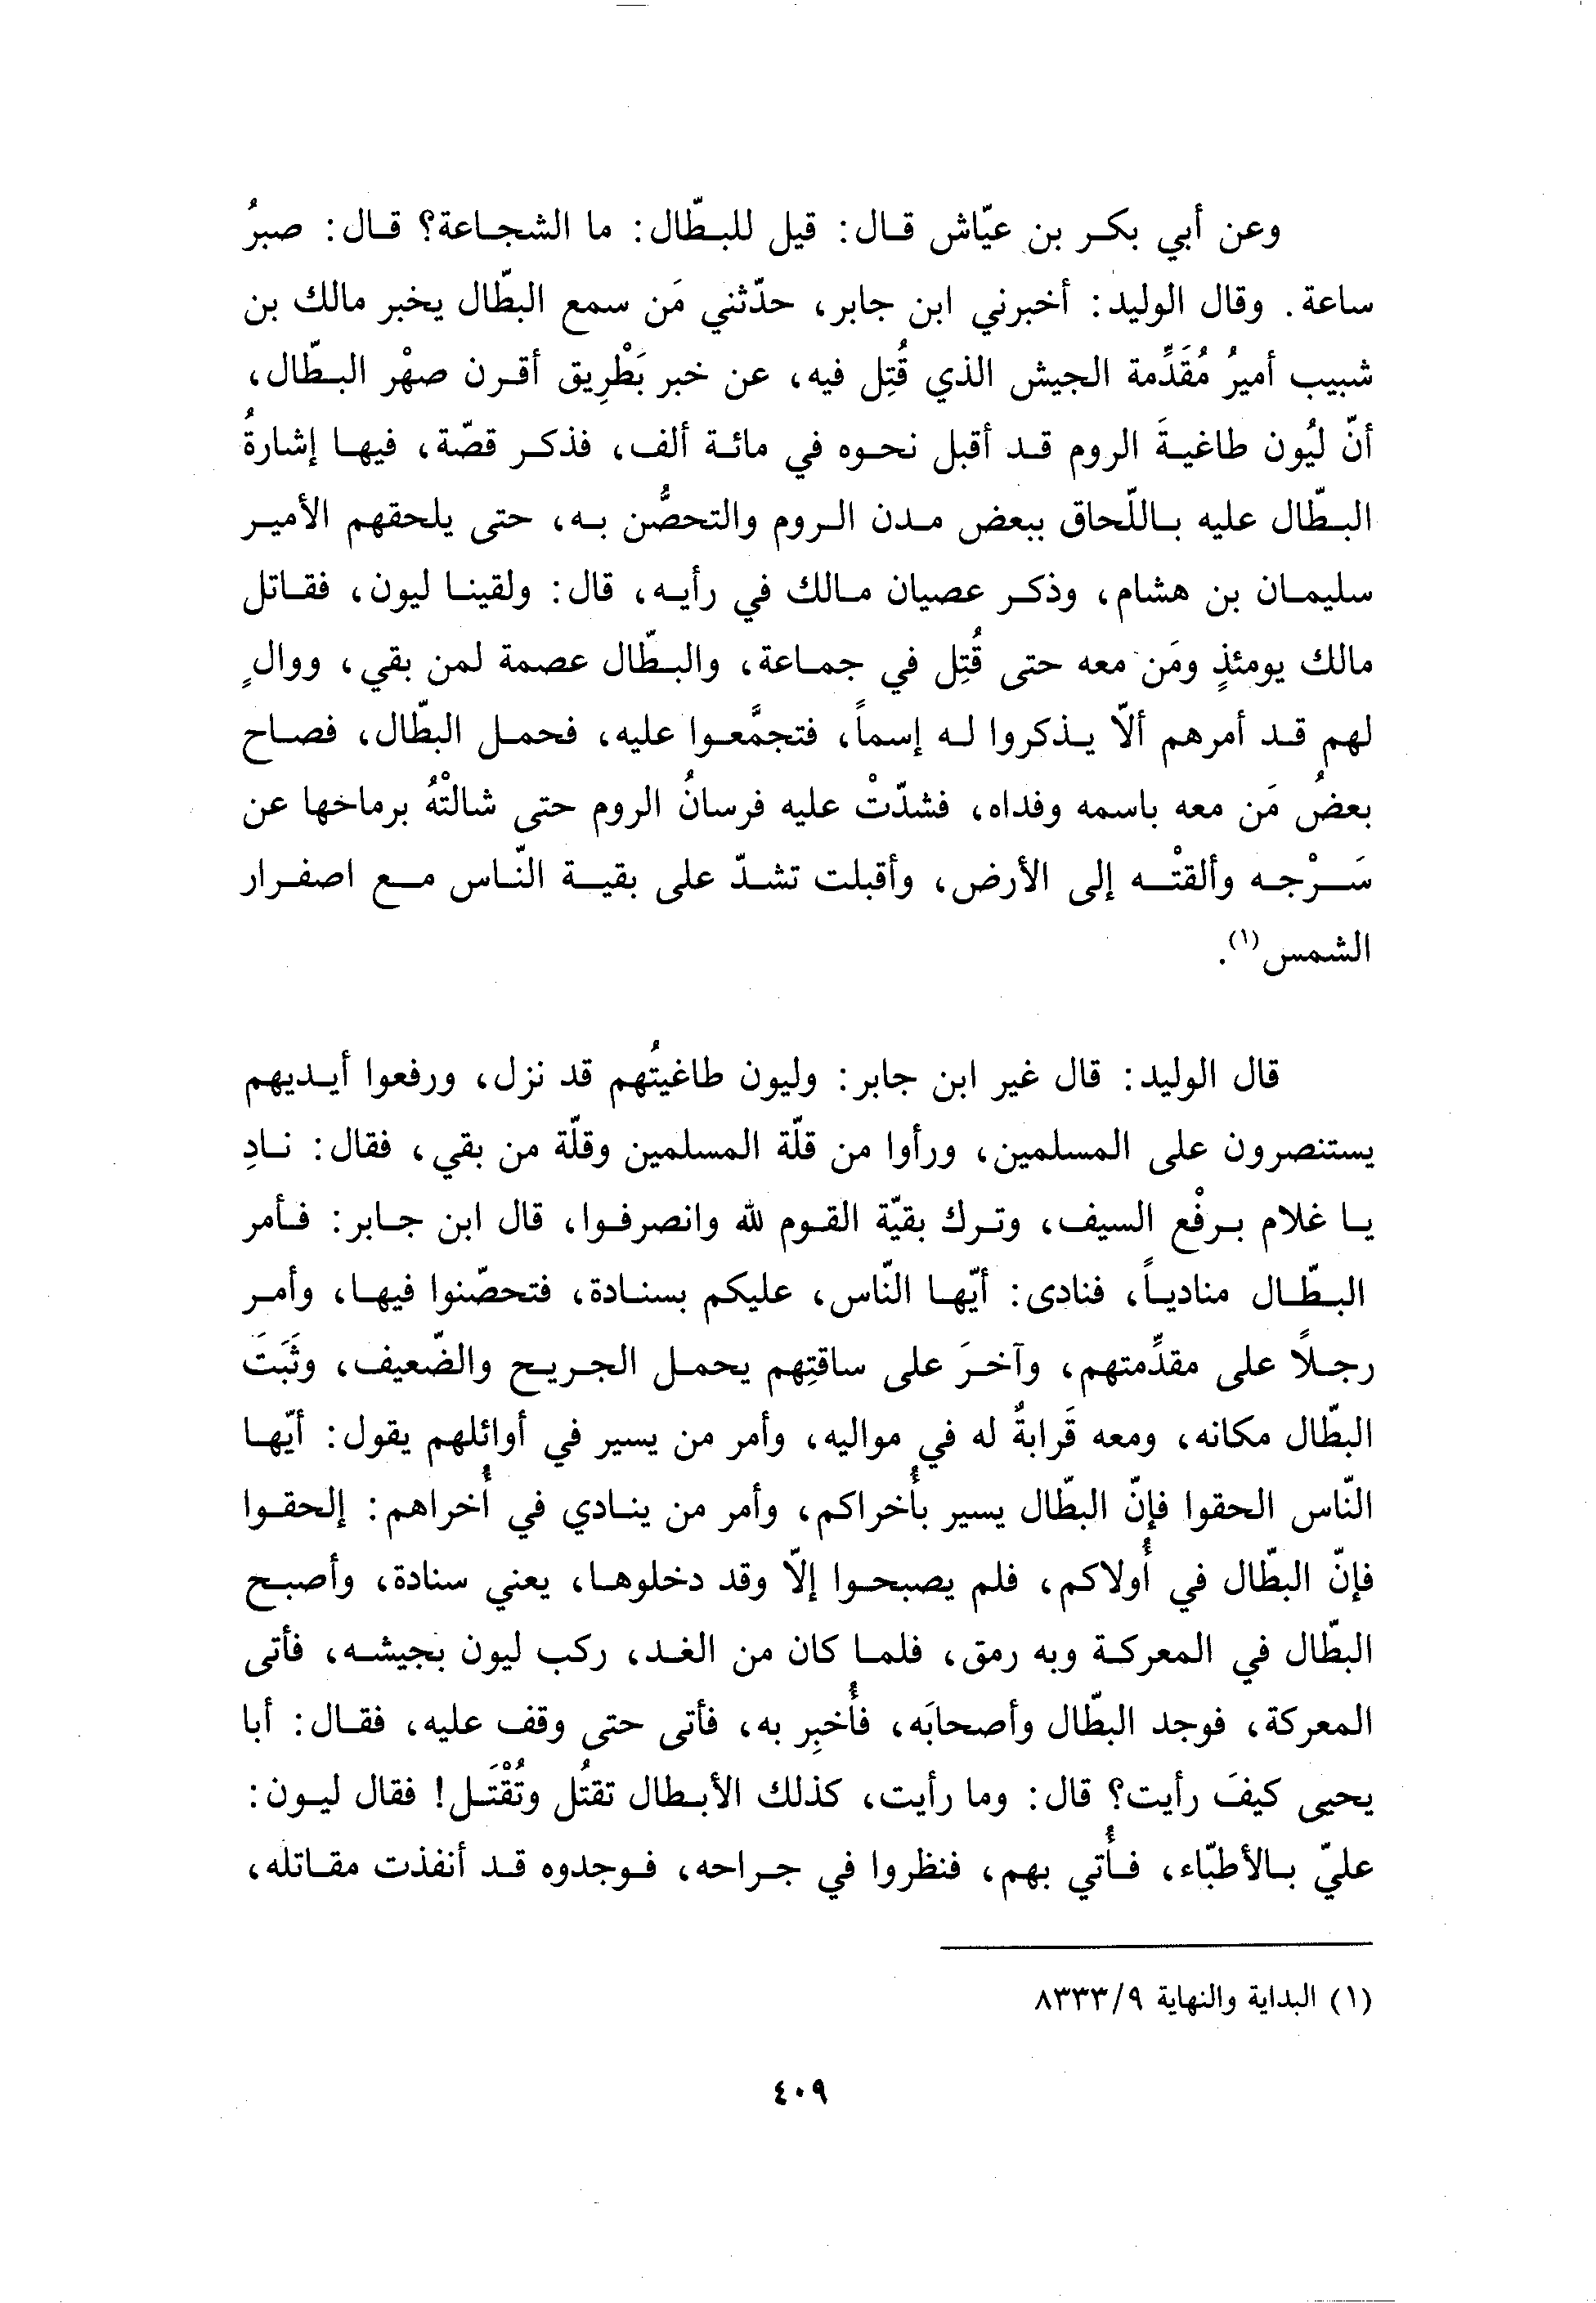 وعن أبي بكر بن عيّاش قال: قيل للبطّال: ما الشجاعة؟ قال: صبرُ
ساعة. وقال الوليد: أخبرني ابن جابر، حدّثني مَن سمع البطّال يخبر مالك بن
شبيب أميرُ مُقَدِّمة الجيش الذي قُتِل فيه، عن خبر بَطْرِيق أقرن صهْر البطّال،
أنّ ليُون طاغيةَ الروم قد أقبل نحوه في مائة ألف، فذكر قصّة، فيها إشارةُ
البطّال عليه باللّحاق ببعض مدن الروم والتحصُّن به، حتى يلحقهم الأمير
سليمان بن هشام، وذكر عصيان مالك في رأيه، قال: ولقينا ليون، فقاتل
مالك يومئذٍ ومَن معه حتى قُتِل في جماعة، والبطّال عصمة لمن بقي، ووالٍ
لهم قد أمرهم ألّا يذكروا له إسماً، فتجمَّعوا عليه، فحمل البطّال، فصاح
بعضُ مَن معه باسمه وفداه، فشدّتْ عليه فرسانُ الروم حتى شالتْهُ برماخها عن
سَرْجه وألقتْه إلى الأرض، وأقبلت تشدّ على بقية النّاس مع اصفرار
الشمس(١).
قال الوليد: قال غير ابن جابر: وليون طاغيتُهم قد نزل، ورفعوا أيديهم
يستنصرون على المسلمين، ورأوا من قلّة المسلمين وقلّة من بقي، فقال: نادِ
يا غلام برفْع السيف، وترك بقيّة القوم لله وانصرفوا، قال ابن جابر: فأمر
البطّال منادياً، فنادى: أيّها النّاس، عليكم بسنادة، فتحصّنوا فيها، وأمر
رجلاً على مقدِّمتهم، وآخرَ على ساقتِهم يحمل الجريح والضّعيف، وثَبَتَ
البطّال مكانه، ومعه قَرابةٌ له في مواليه، وأمر من يسير في أوائلهم يقول: أيّها
النّاس الحقوا فإنّ البطّال يسير بأُخراكم، وأمر من ينادي في أُخراهم: إلحقوا
فإنّ البطّال في أُولاكم، فلم يصبحوا إلّا وقد دخلوها، يعني سنادة، وأصبح
البطّال في المعركة وبه رمق، فلما كان من الغد، ركب ليون بجيشه، فأتى
المعركة، فوجد البطّال وأصحابَه، فأُخبِر به، فأتى حتى وقف عليه، فقال: أبا
يحيى كيفَ رأيت؟ قال: وما رأيت، كذلك الأبطال تقتُل وتُقْتَل! فقال ليون:
عليّ بالأطبّاء، فأُتي بهم، فنظروا في جراحه، فوجدوه قد أنفذت مقاتله،
(١) البداية والنهاية ٨٣٣٣/٩
٤٠٩